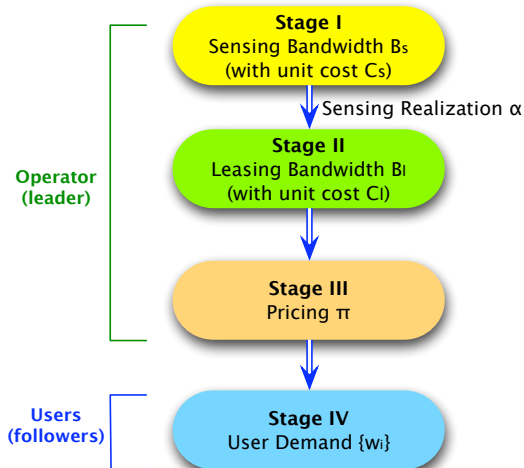 Stage I
Sensing Bandwidth Bs
(with unit cost Cs)
Sensing Realization α
Stage II
Leasing Bandwidth Bl
(with unit cost Cl)
Operator
(leader)
Stage III
Pricing π
Users
(followers)
Stage IV
User Demand {wi}